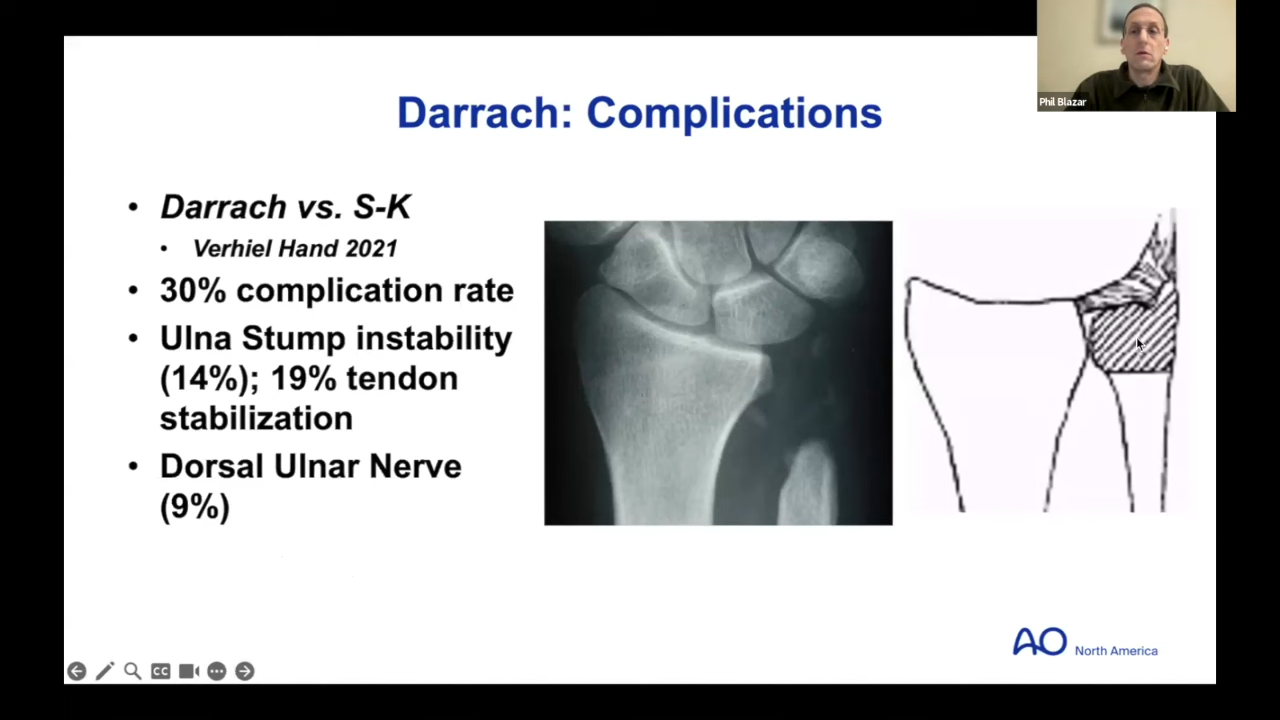 Phil Blazar
Darrach: Complications
• Darrach vs. S-K
• Verhiel Hand 2021
• 30% complication rate
• Ulna Stump instability
(14%); 19% tendon
stabilization
• Dorsal Ulnar Nerve
(9%)
AO North America
CC